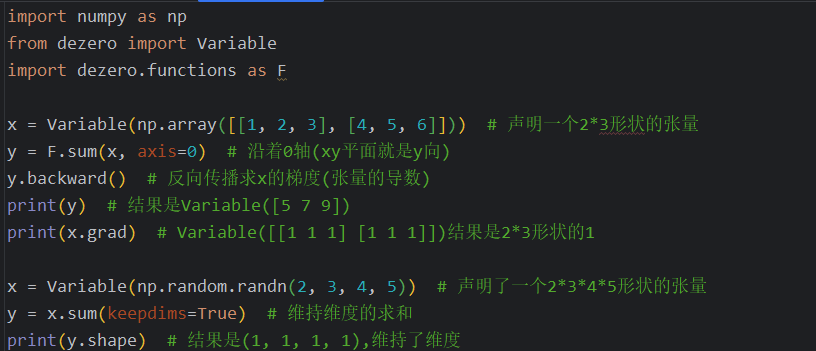 import numpy as np
from dezero import Variable
import dezero.functions as F
x = Variable(np.array([[1, 2, 3], [4, 5, 6]]))  # 声明一个2*3形状的张量
y = F.sum(x, axis=0)  # 沿着0轴(xy平面就是y向)
y.backward()  # 反向传播求x的梯度(张量的导数)
print(y)  # 结果是Variable([5 7 9])
print(x.grad)  # Variable([[1 1 1] [1 1 1]])结果是2*3形状的1
x = Variable(np.random.randn(2, 3, 4, 5))  # 声明了一个2*3*4*5形状的张量
y = x.sum(keepdims=True)  # 维持维度的求和
print(y.shape)  # 结果是(1, 1, 1, 1),维持了维度